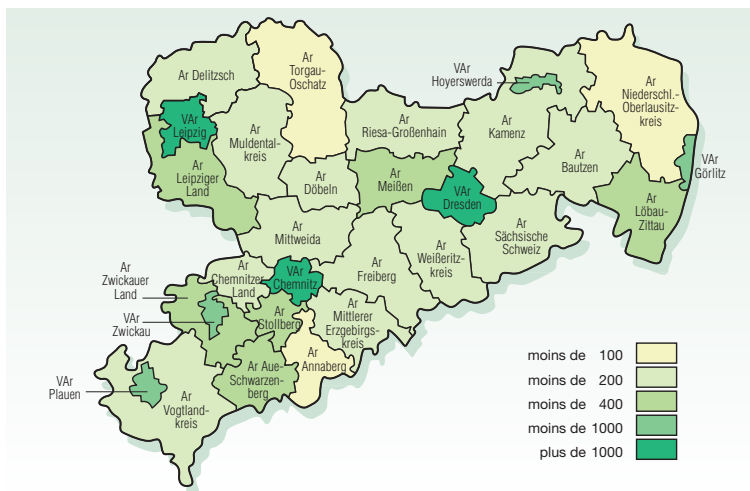 Ar Delitzsch
Ar
Torgau-
Oschatz
VAr
Hoyerswerda
Ar
Niederschl.-
Oberlausitz-
kreis
VAr
Leipzig
Ar
Muldental-
kreis
Ar
Riesa-Großenhain
Ar
Kamenz
Ar
Bautzen
VAr
Görlitz
Ar
Leipziger
Land
Ar
Döbeln
Ar
Meißen
VAr
Dresden
Ar
Löbau-
Zittau
Ar
Mittweida
Ar
Freiberg
Ar
Weißeritz-
kreis
Ar
Sächsische
Schweiz
Ar
Zwickauer
Land
Ar
Chemnitzer
Land
VAr
Chemnitz
VAr
Zwickau
Ar
Stollberg
Ar Mittlerer
Erzgebirgs-
kreis
Ar
Annaberg
Ar Aue-
Schwarzen-
berg
VAr
Plauen
Ar
Vogtland-
kreis
moins de 100
moins de 200
moins de 400
moins de 1000
plus de 1000